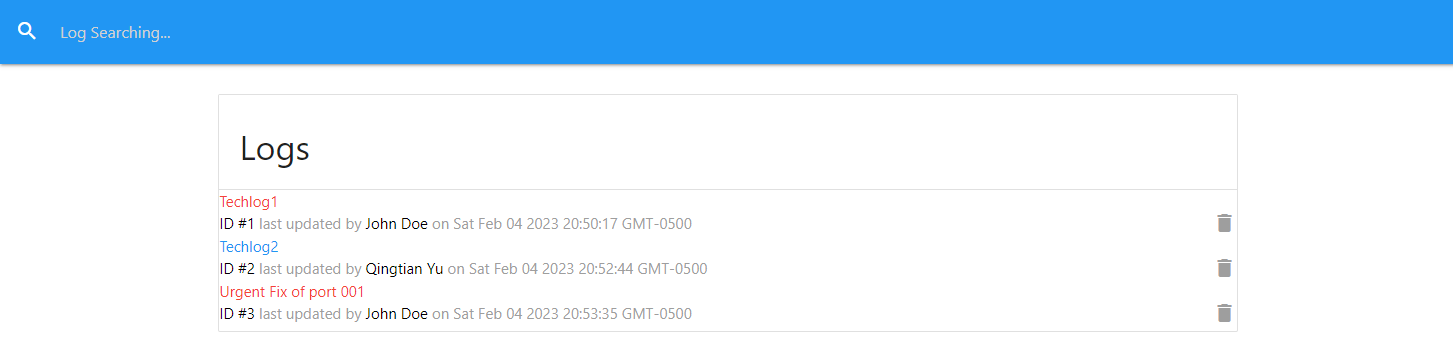 Log Searching...
Logs
Techlog1
ID #1 last updated by John Doe on Sat Feb 04 2023 20:50:17 GMT-0500
Techlog2
ID #2 last updated by Qingtian Yu on Sat Feb 04 2023 20:52:44 GMT-0500
Urgent Fix of port 001
ID #3 last updated by John Doe on Sat Feb 04 2023 20:53:35 GMT-0500